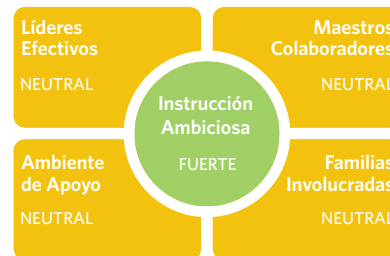 Líderes
Efectivos
NEUTRAL
Maestros
Colaboradores
NEUTRAL
Instrucción
Ambiciosa
FUERTE
Ambiente
de Apoyo
NEUTRAL
Familias
Involucradas
NEUTRAL